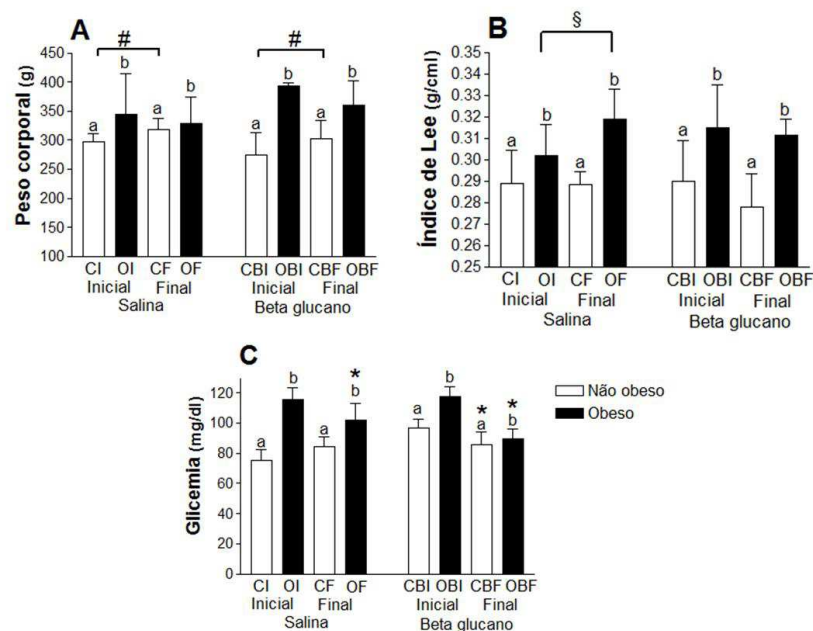 A
# #
Peso corporal (g)
450
400
350
300
250
200
150
100
a b a b a b a b
CI OI CF OF CBI OBI CBF OBF
Inicial Final Inicial Final
Salina Beta glucano
B
§
Índice de Lee (g/cml)
0.35
0.34
0.33
0.32
0.31
0.30
0.29
0.28
0.27
0.26
0.25
a b a b a b a b
CI OI CF OF CBI OBI CBF OBF
Inicial Final Inicial Final
Salina Beta glucano
C
Glicemia (mg/dl)
120
100
80
60
40
20
0
* * *
a b a b a b a b
CI OI CF OF CBI OBI CBF OBF
Inicial Final Inicial Final
Salina Beta glucano
Não obeso
Obeso